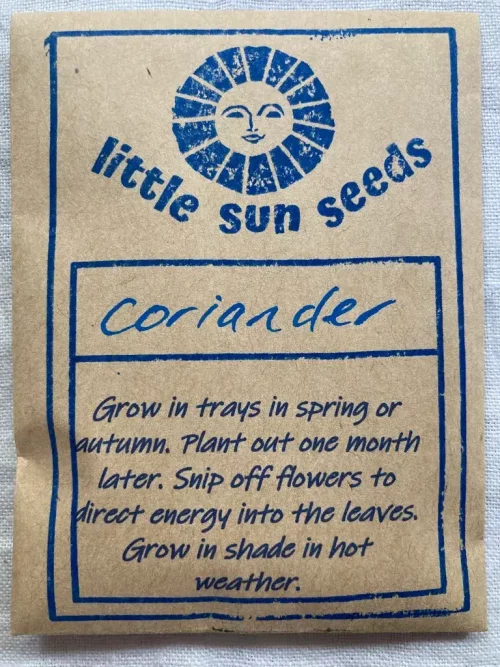 little sun seeds
coriander
Grow in trays in spring or
autumn. Plant out one month
later. Snip off flowers to
direct energy into the leaves.
Grow in shade in hot
weather.